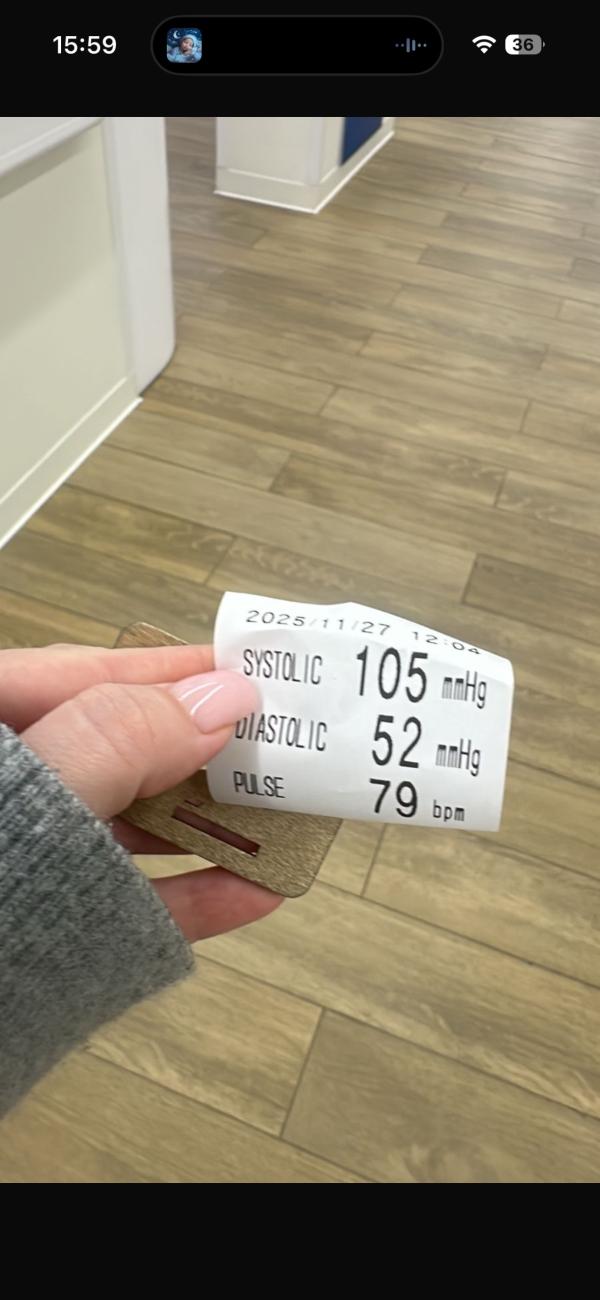 15:59
36
2025/11/27 12:04
SYSTOLIC 105 mmHg
DIASTOLIC 52 mmHg
PULSE 79 bpm